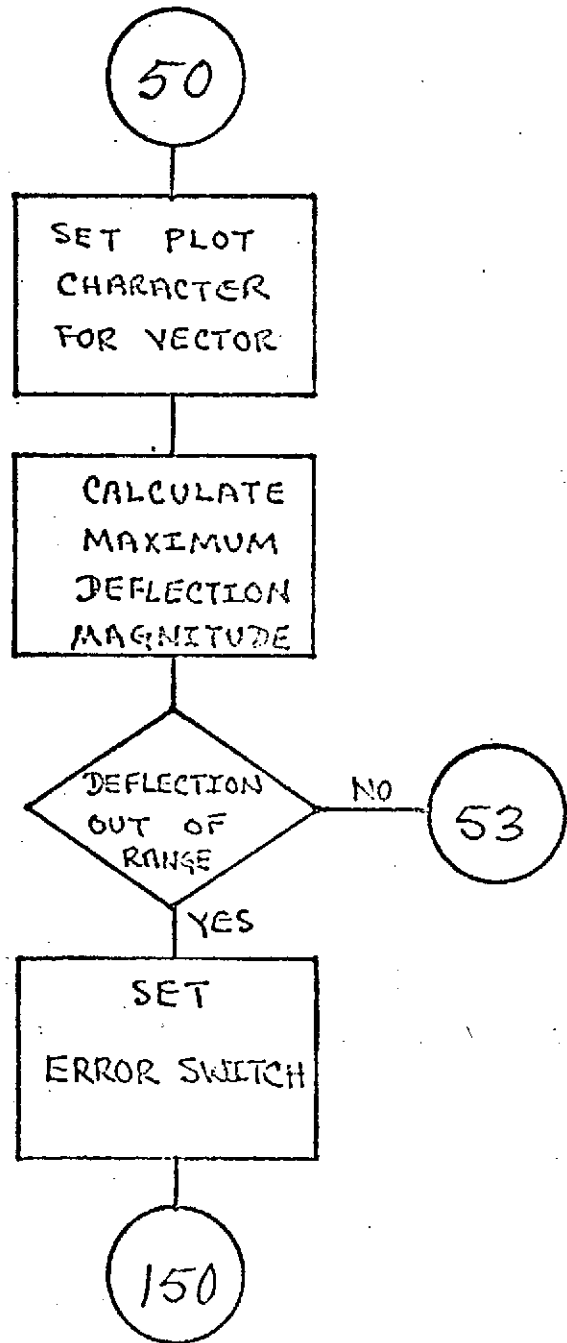 50
SET PLOT
CHARACTER
FOR VECTOR
CALCULATE
MAXIMUM
DEFLECTION
MAGNITUDE
DEFLECTION
OUT OF
RANGE
NO
53
YES
SET
ERROR SWITCH
150